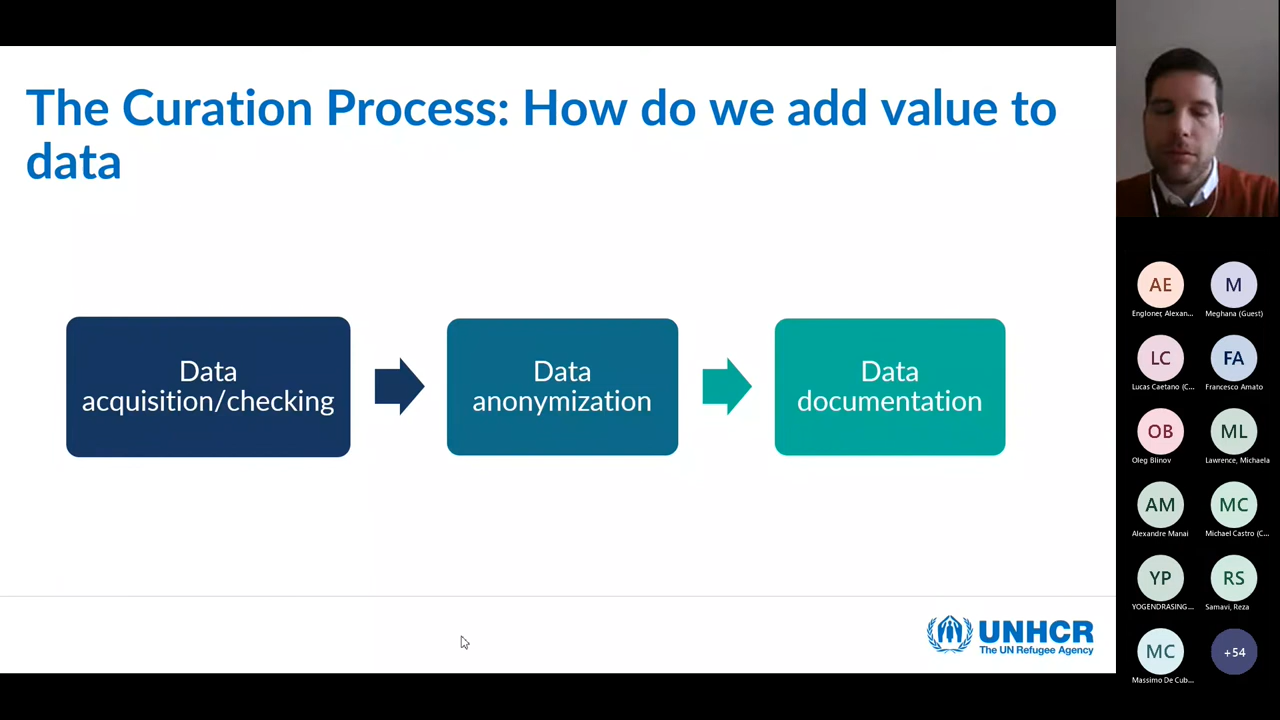 The Curation Process: How do we add value to
data
Data
acquisition/checking
Data
anonymization
Data
documentation
UNHCR
The UN Refugee Agency
AE
Engloner, Alexan...
M
Meghana (Guest)
LC
Lucas Caetano (C...
FA
Francesco Amato
OB
Oleg Blinov
ML
Lawrence, Michaela
AM
Alexandre Manai
MC
Michael Castro (C...
YP
YOGENDRASING...
RS
Samavi, Reza
MC
Massimo De Cub...
+54